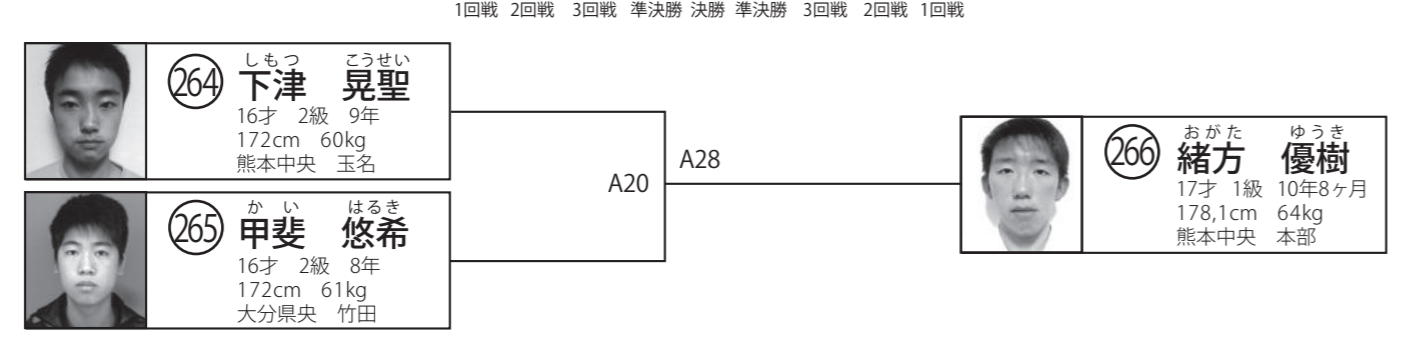 1回戦 2回戦 3回戦 準決勝 決勝 準決勝 3回戦 2回戦 1回戦
264
しもつ こうせい
下津 晃聖
16才 2級 9年
172cm 60kg
熊本中央 玉名
265
かい はるき
甲斐 悠希
16才 2級 8年
172cm 61kg
大分県央 竹田
A20
A28
266
おがた ゆうき
緒方 優樹
17才 1級 10年8ヶ月
178,1cm 64kg
熊本中央 本部